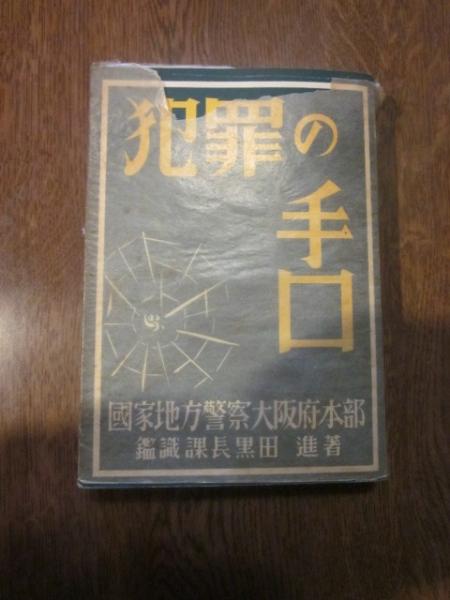 犯罪の
手口
國家地方警察大阪府本部
鑑識課長黒田 進著